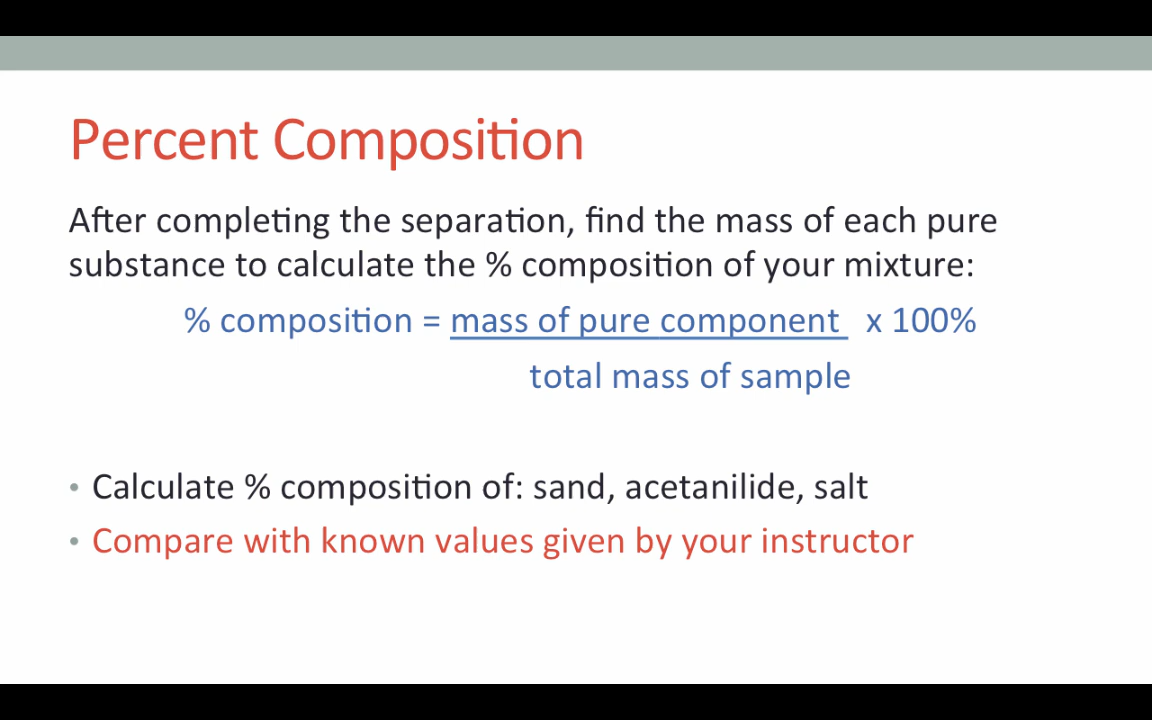 Percent Composition
After completing the separation, find the mass of each pure
substance to calculate the % composition of your mixture:
% composition = mass of pure component x 100%
total mass of sample
• Calculate % composition of: sand, acetanilide, salt
• Compare with known values given by your instructor